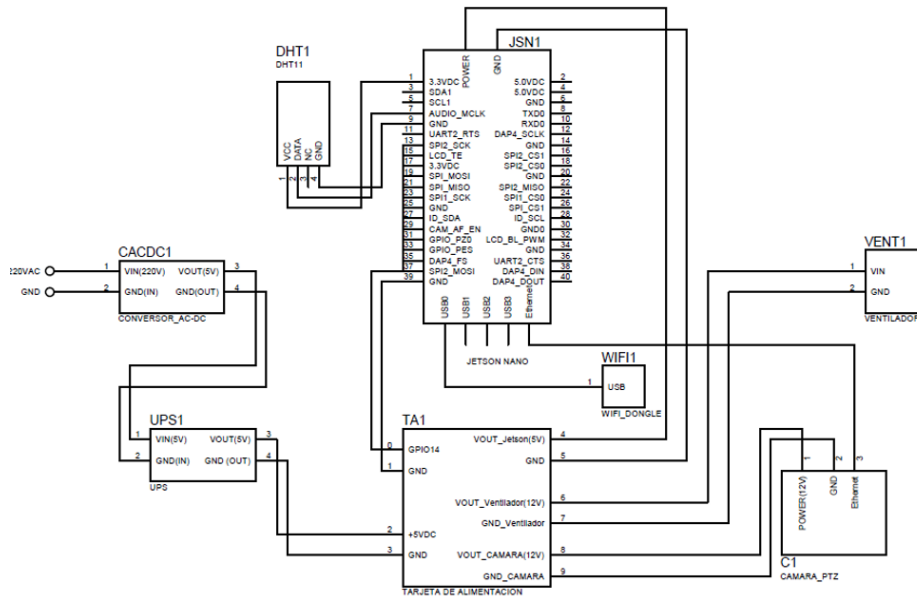 DHT1
DHT11
VCC
DATA
NC
GND
1
2
3
4
JSN1
JETSON NANO
POWER
GND
1 3.3VDC
3 SDA1
5 SCL1
7 AUDIO_MCLK
9 GND
11 UART2_RTS
13 SPI2_SCK
15 LCD_TE
17 3.3VDC
19 SPI_MOSI
21 SPI_MISO
23 SPI1_SCK
25 GND
27 ID_SDA
29 CAM_AF_EN
31 GPIO_PZ0
33 GPIO_PES
35 DAP4_FS
37 SPI2_MOSI
39 GND
5.0VDC 2
5.0VDC 4
GND 6
TXD0 8
RXD0 10
DAP4_SCLK 12
GND 14
SPI2_CS1 16
SPI2_CS0 18
GND 20
SPI2_MISO 22
SPI1_CS0 24
SPI_CS1 26
ID_SCL 28
GND0 30
LCD_BL_PWM 32
GND 34
UART2_CTS 36
DAP4_DIN 38
DAP4_DOUT 40
USB0
USB1
USB2
USB3
Ethernet
CACDC1
220VAC
GND
1 VIN(220V) VOUT(5V) 3
2 GND(IN) GND(OUT) 4
CONVERSOR_AC-DC
UPS1
1 VIN(5V) VOUT(5V) 3
2 GND(IN) GND (OUT) 4
UPS
TA1
0 GPIO14
1 GND
2 +5VDC
3 GND
VOUT_Jetson(5V) 4
GND 5
VOUT_Ventilador(12V) 6
GND_Ventilador 7
VOUT_CAMARA(12V) 8
GND_CAMARA 9
TARJETA DE ALIMENTACION
WIFI1
1 USB
WIFI_DONGLE
VENT1
1 VIN
2 GND
VENTILADOR
1
2
3
POWER(12V)
GND
Ethernet
C1
CAMARA_PTZ